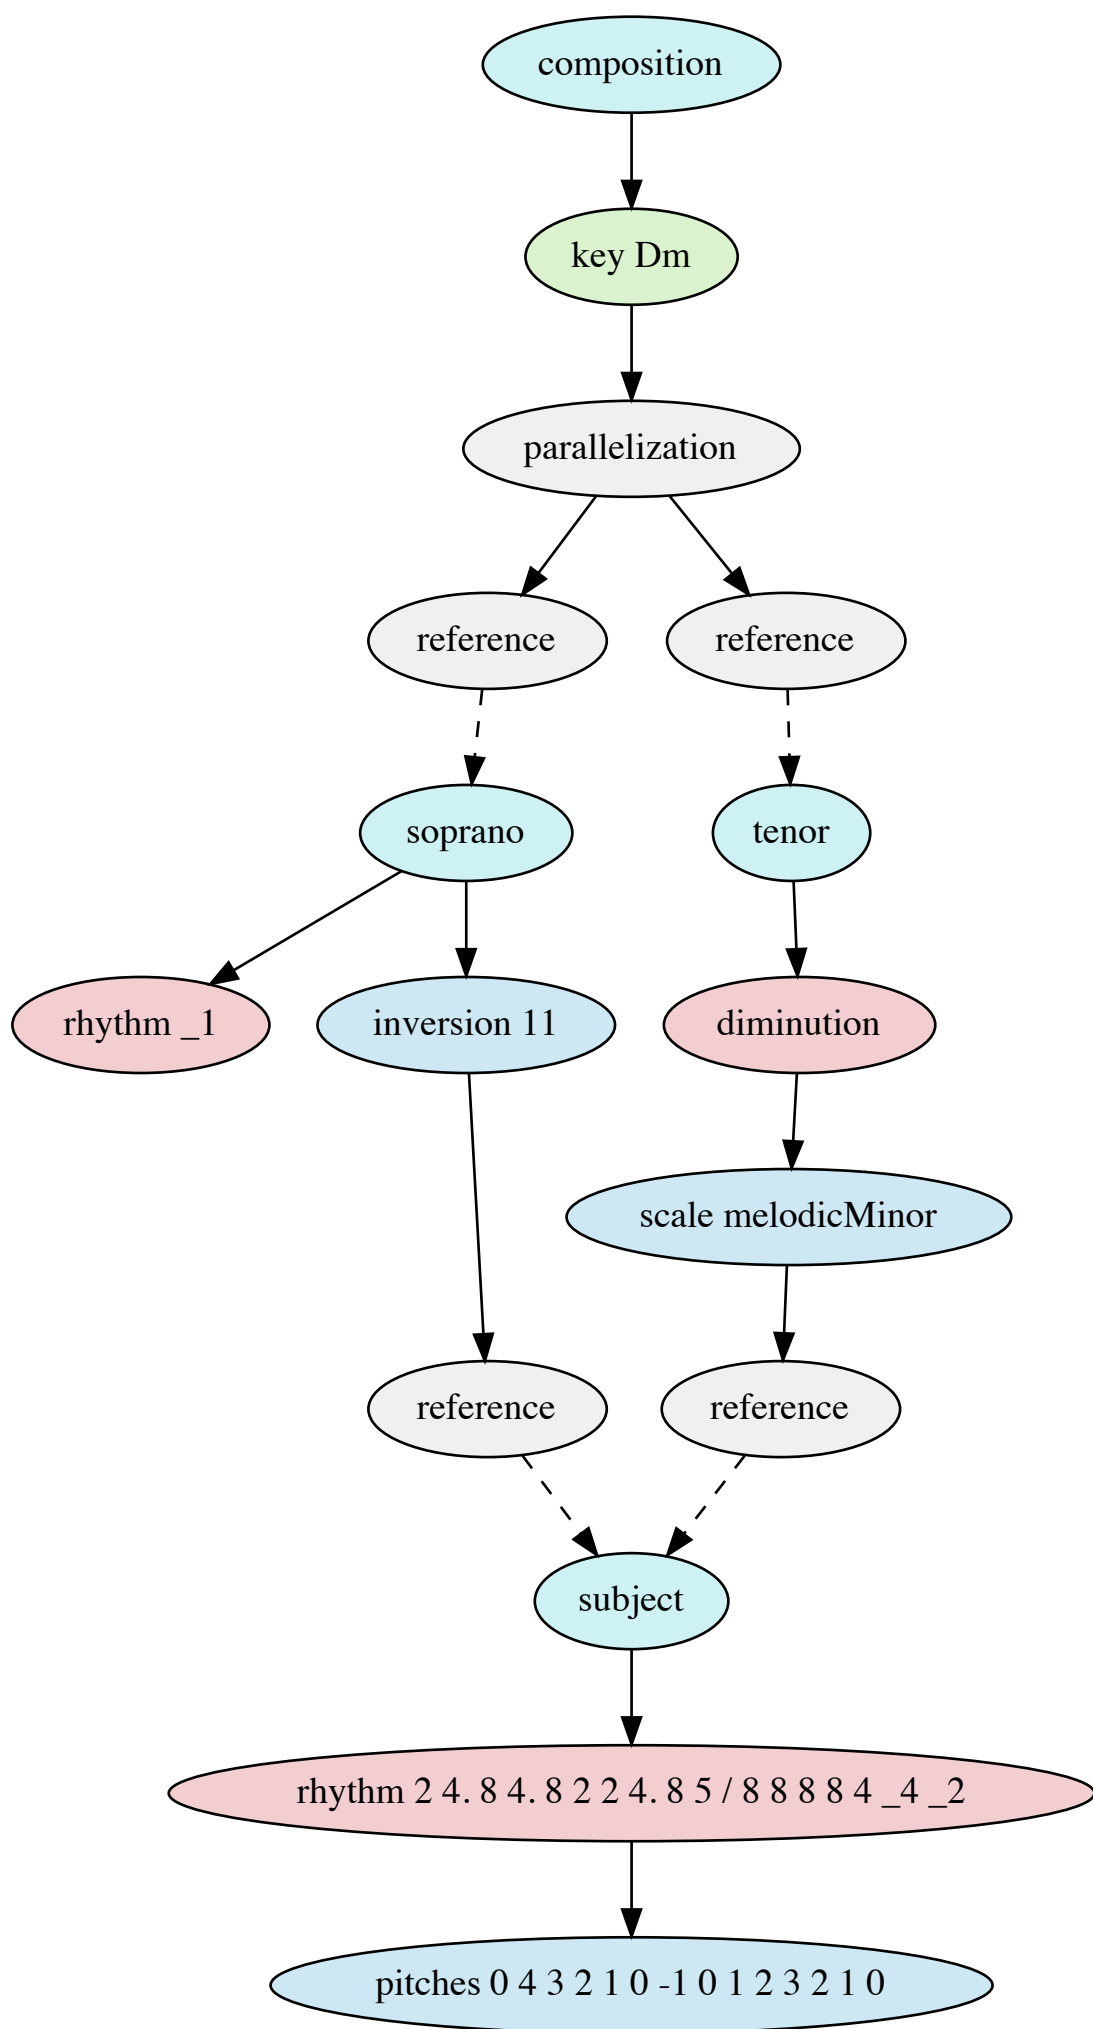 composition
key Dm
parallelization
reference
reference
soprano
tenor
rhythm _1
inversion 11
diminution
scale melodicMinor
reference
reference
subject
rhythm 2 4. 8 4. 8 2 2 4. 8 5 / 8 8 8 8 4 _4 _2
pitches 0 4 3 2 1 0 -1 0 1 2 3 2 1 0